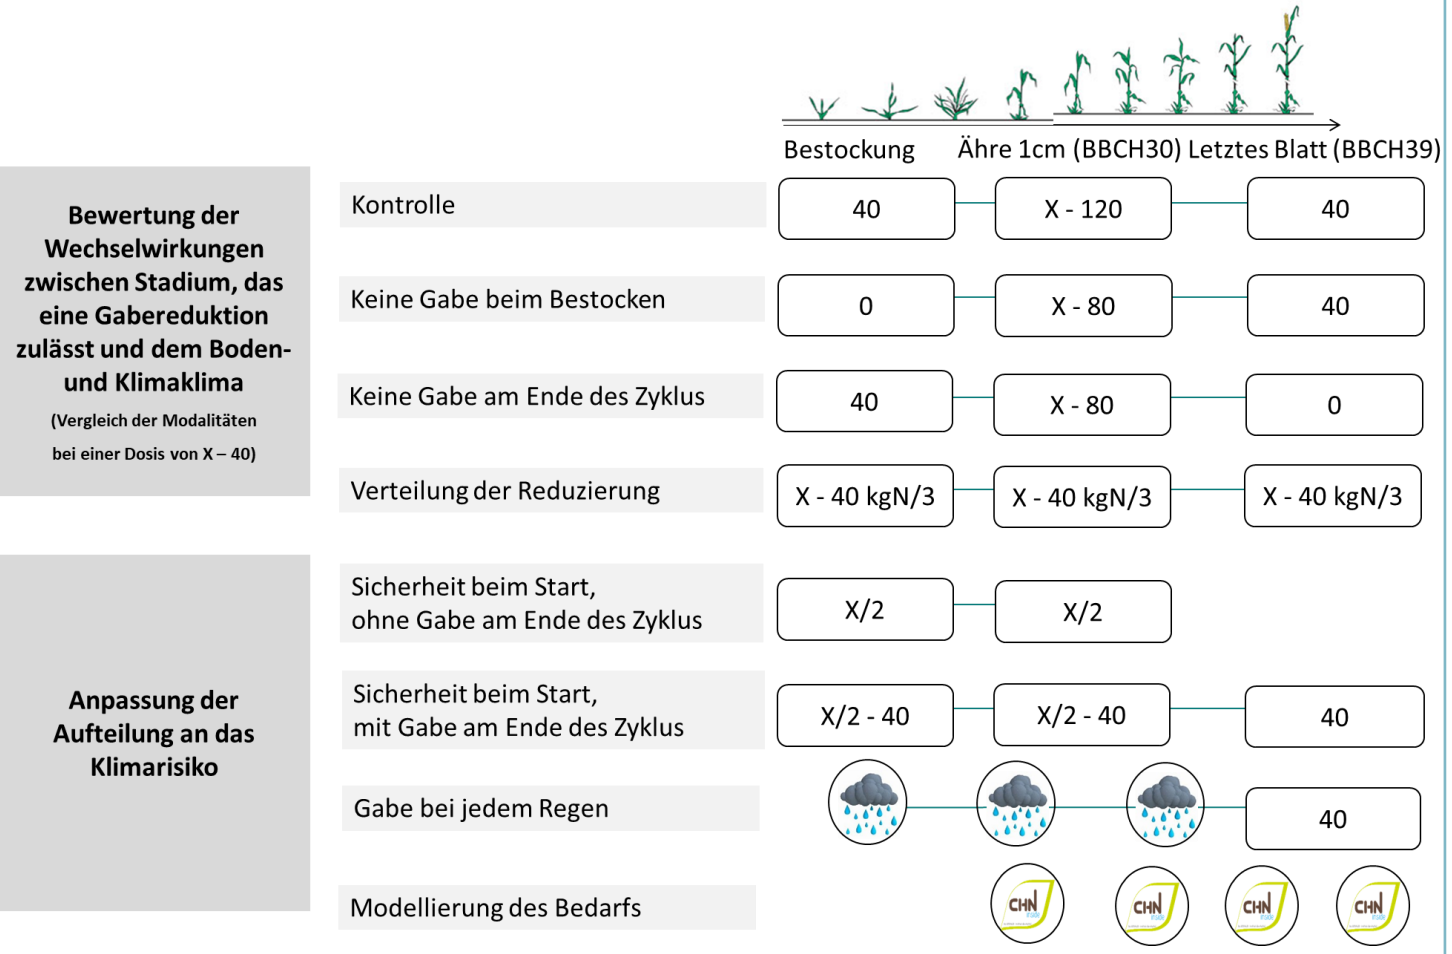 Bestockung
Ähre 1cm (BBCH30)
Letztes Blatt (BBCH39)
Bewertung der
Wechselwirkungen
zwischen Stadium, das
eine Gabereduktion
zulässt und dem Boden-
und Klimaklima
(Vergleich der Modalitäten
bei einer Dosis von X – 40)
Kontrolle
40
X - 120
40
Keine Gabe beim Bestocken
0
X - 80
40
Keine Gabe am Ende des Zyklus
40
X - 80
0
Verteilung der Reduzierung
X - 40 kgN/3
X - 40 kgN/3
X - 40 kgN/3
Anpassung der
Aufteilung an das
Klimarisiko
Sicherheit beim Start,
ohne Gabe am Ende des Zyklus
X/2
X/2
Sicherheit beim Start,
mit Gabe am Ende des Zyklus
X/2 - 40
X/2 - 40
40
Gabe bei jedem Regen
40
Modellierung des Bedarfs
CHN
CHN
CHN
CHN